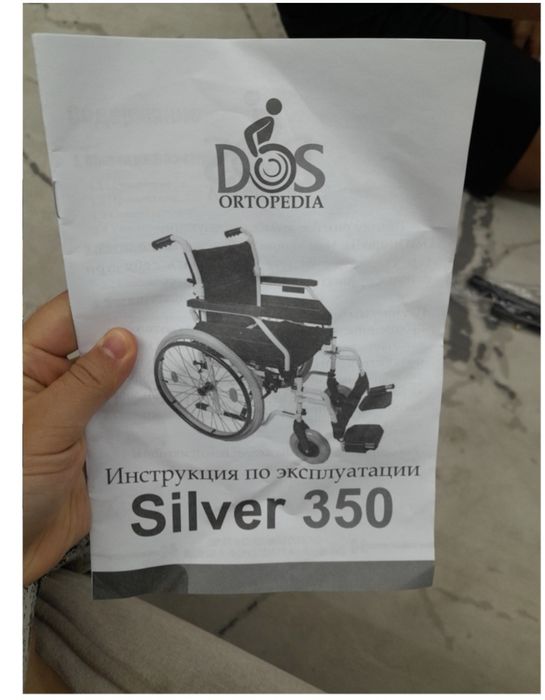 DOS
ORTOPEDIA
Инструкция по эксплуатации
Silver 350